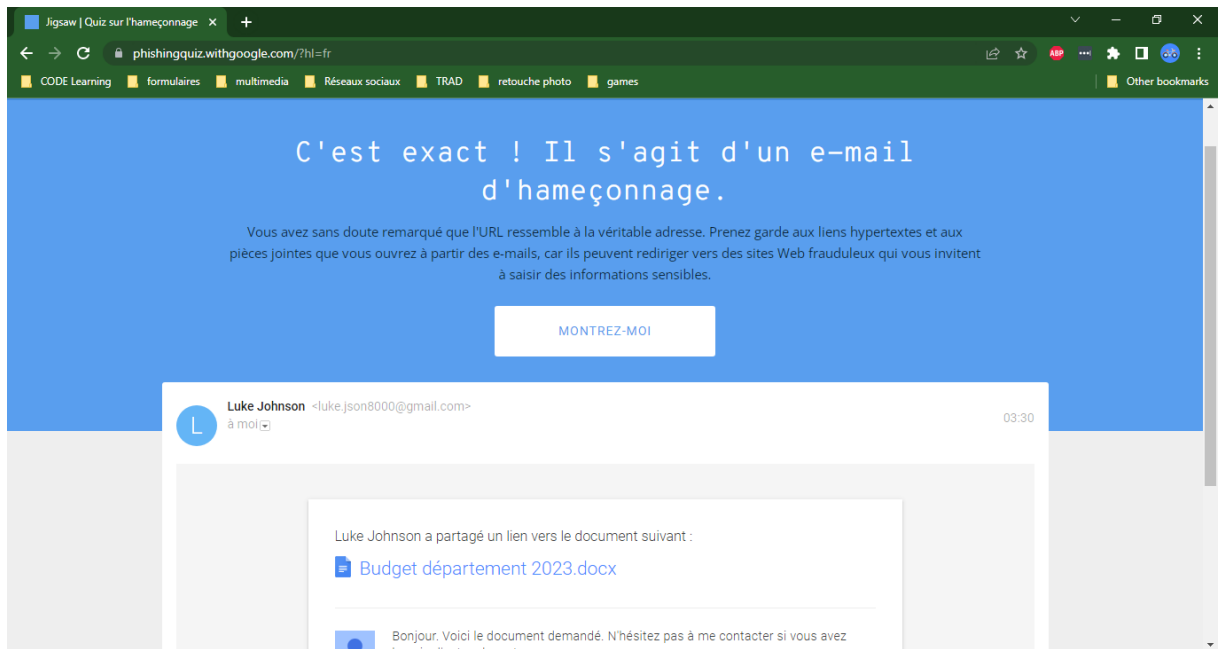 Jigsaw | Quiz sur l'hameçonnage
phishingquiz.withgoogle.com/?hl=fr
ABP
CODE Learning formulaires multimedia Réseaux sociaux TRAD retouche photo games Other bookmarks
C'est exact ! Il s'agit d'un e-mail
d'hameçonnage.
Vous avez sans doute remarqué que l'URL ressemble à la véritable adresse. Prenez garde aux liens hypertextes et aux
pièces jointes que vous ouvrez à partir des e-mails, car ils peuvent rediriger vers des sites Web frauduleux qui vous invitent
à saisir des informations sensibles.
MONTREZ-MOI
L
Luke Johnson <luke.json8000@gmail.com>
à moi
03:30
Luke Johnson a partagé un lien vers le document suivant :
Budget département 2023.docx
Bonjour. Voici le document demandé. N'hésitez pas à me contacter si vous avez